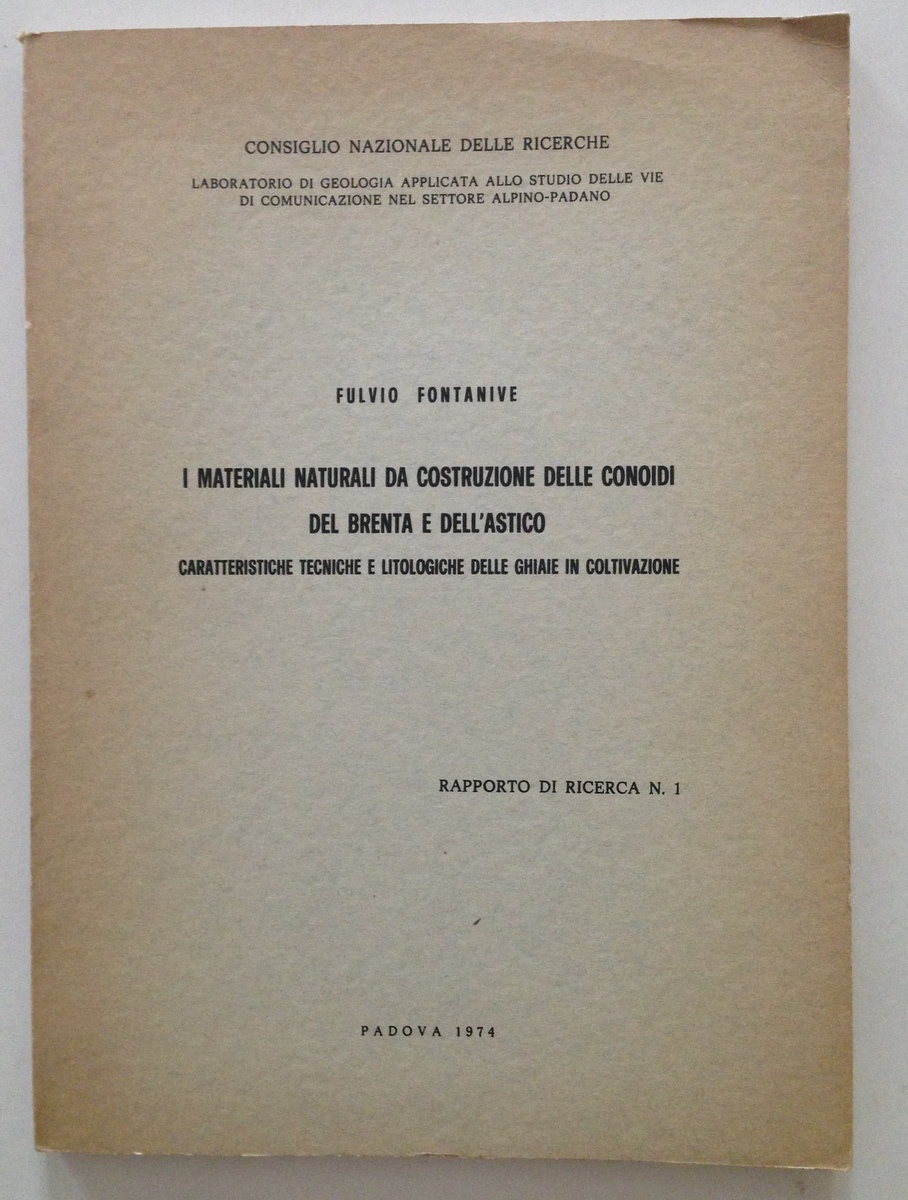 CONSIGLIO NAZIONALE DELLE RICERCHE
LABORATORIO DI GEOLOGIA APPLICATA ALLO STUDIO DELLE VIE
DI COMUNICAZIONE NEL SETTORE ALPINO-PADANO
FULVIO FONTANIVE
I MATERIALI NATURALI DA COSTRUZIONE DELLE CONOIDI
DEL BRENTA E DELL'ASTICO
CARATTERISTICHE TECNICHE E LITOLOGICHE DELLE GHIAIE IN COLTIVAZIONE
RAPPORTO DI RICERCA N. 1
PADOVA 1974